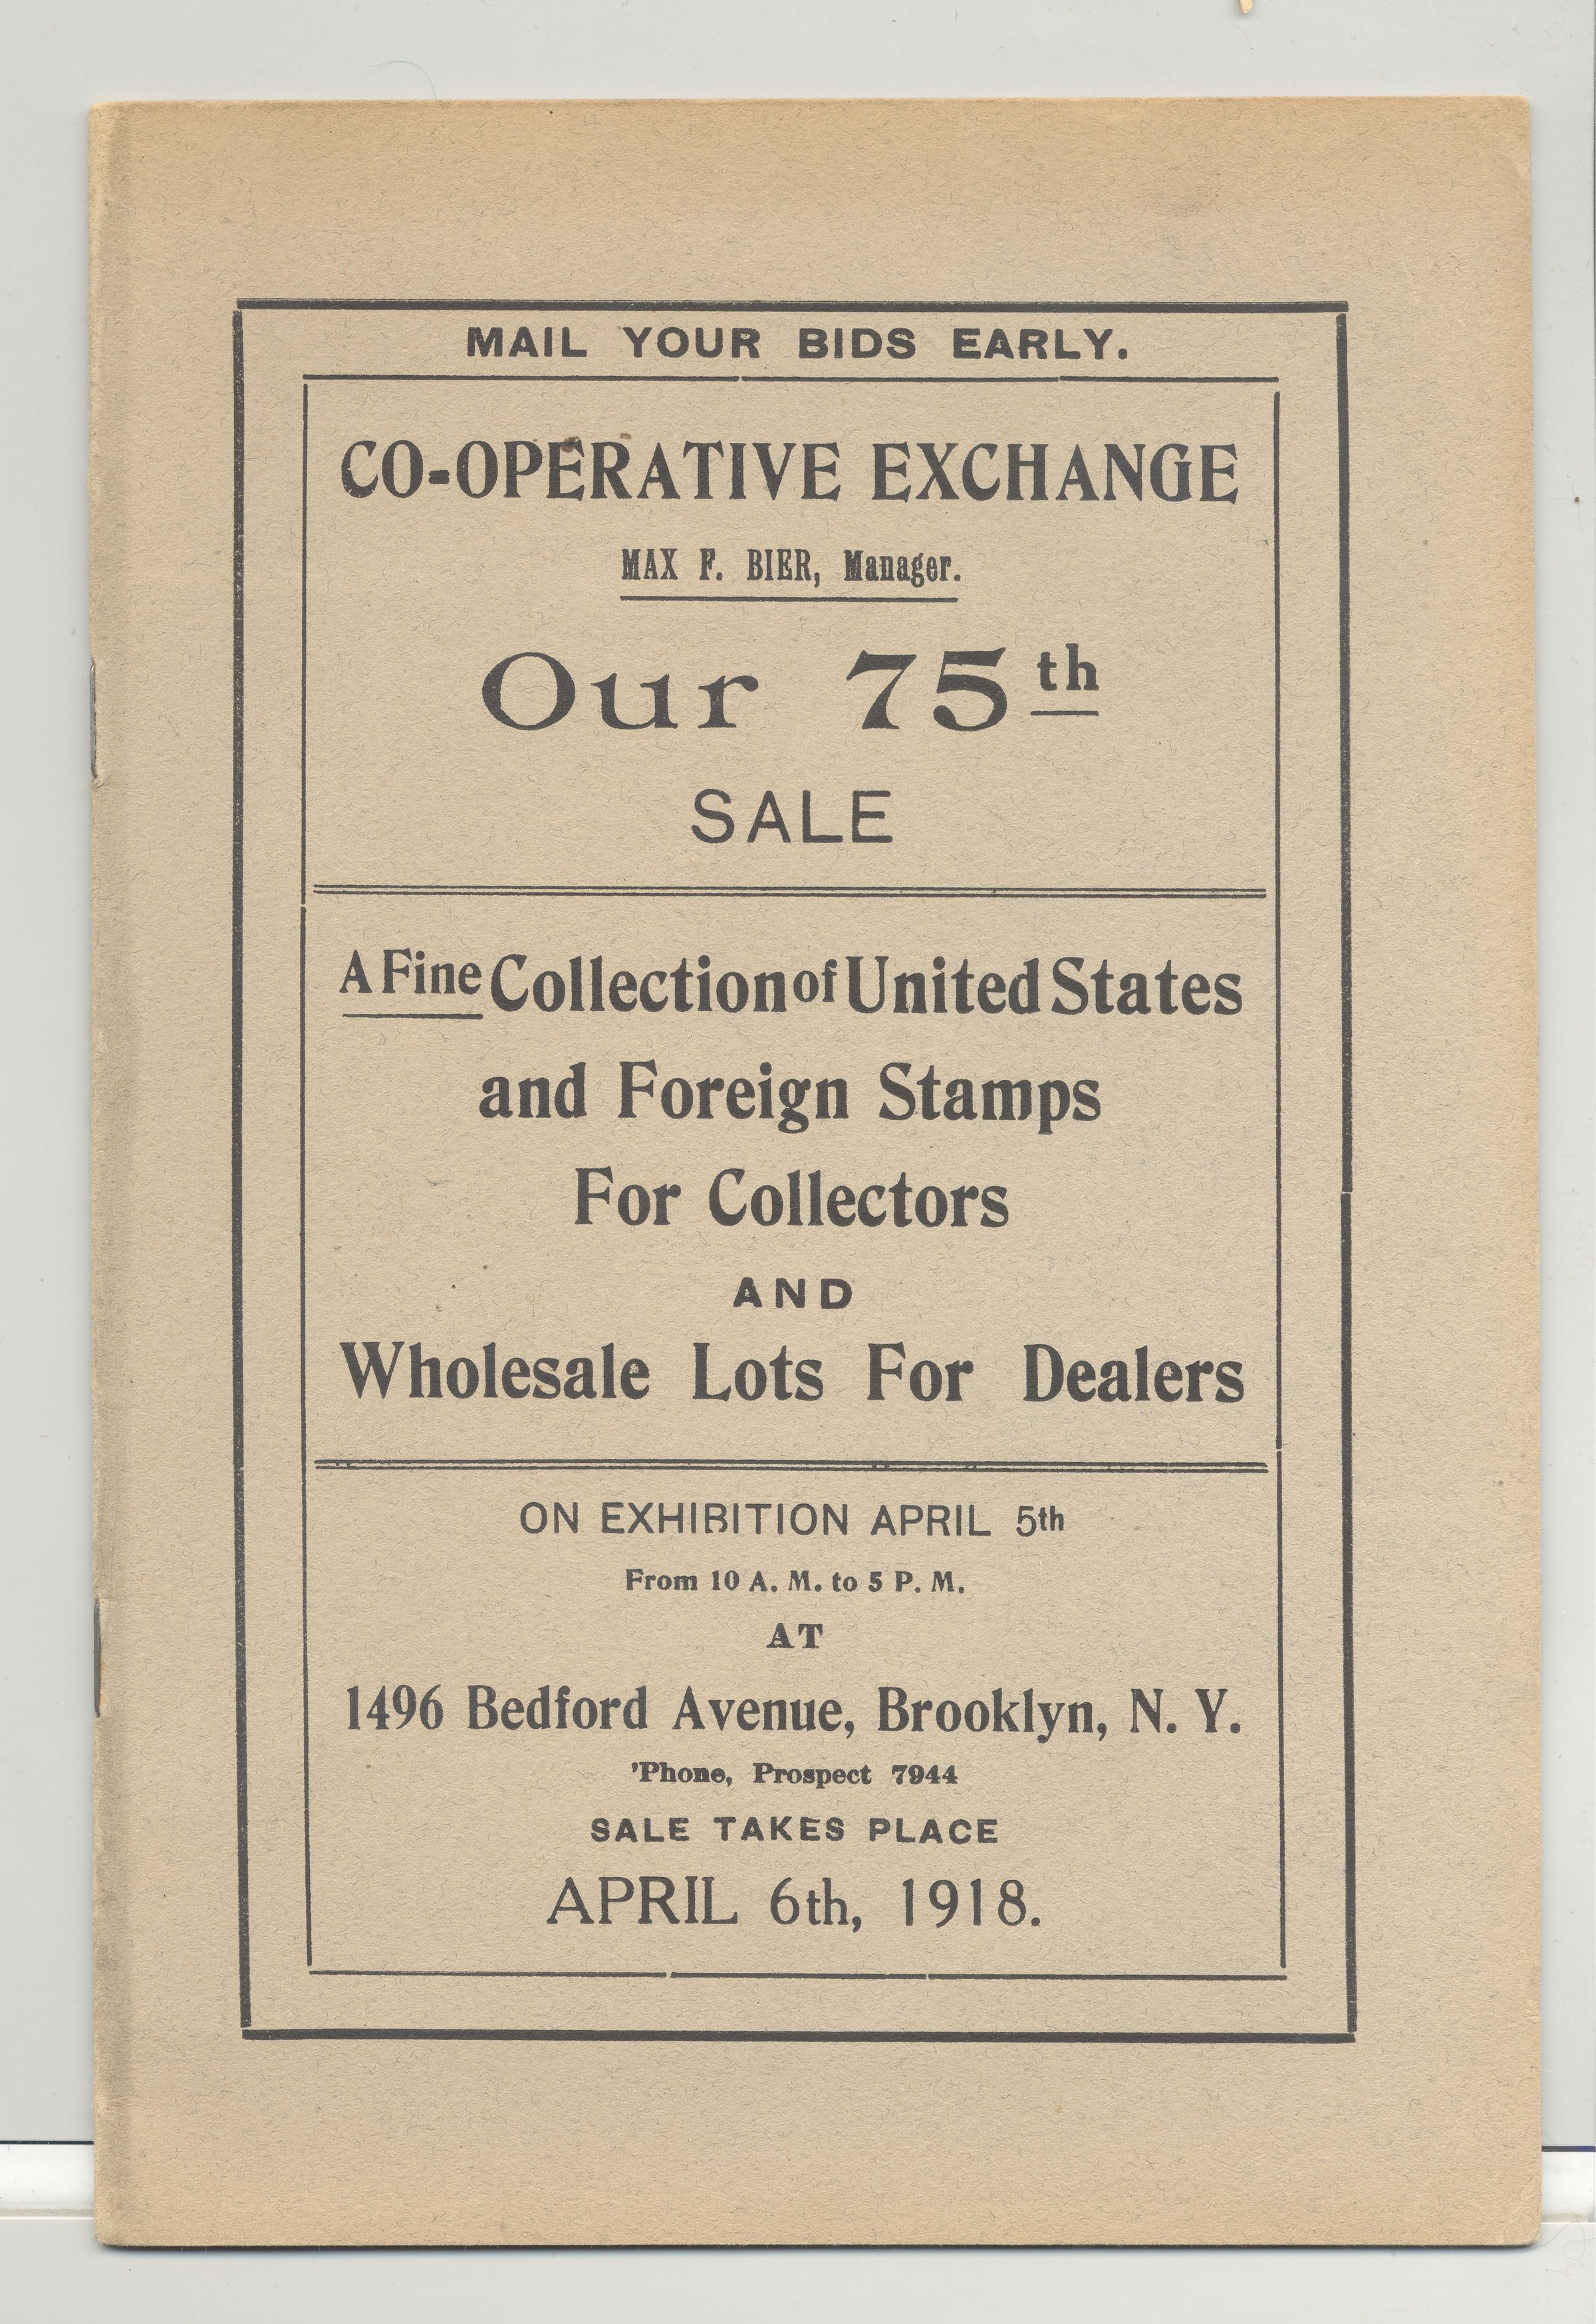 MAIL YOUR BIDS EARLY.
CO-OPERATIVE EXCHANGE
MAX F. BIER, Manager.
Our 75th
SALE
A Fine Collection of United States
and Foreign Stamps
For Collectors
AND
Wholesale Lots For Dealers
ON EXHIBITION APRIL 5th
From 10 A. M. to 5 P. M.
AT
1496 Bedford Avenue, Brooklyn, N. Y.
'Phone, Prospect 7944
SALE TAKES PLACE
APRIL 6th, 1918.